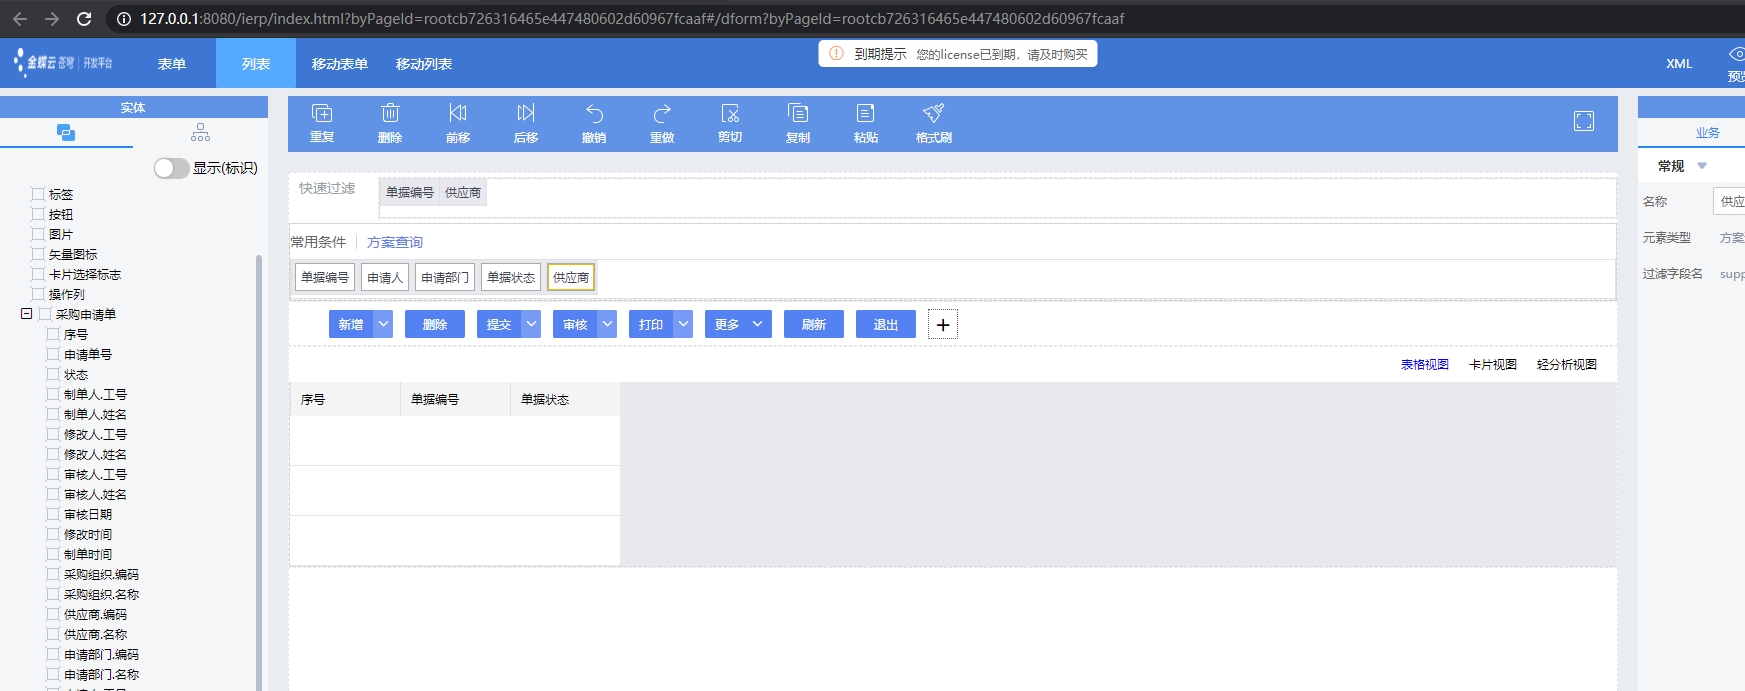 127.0.0.1:8080/ierp/index.html?byPageId=rootcb726316465e447480602d60967fcaaf#/dform?byPageId=rootcb726316465e447480602d60967fcaaf
金蝶云 苍穹 | 开发平台
表单 列表 移动表单 移动列表
到期提示 您的license已到期，请及时购买
XML
预览
实体
显示(标识)
标签
按钮
图片
矢量图标
卡片选择标志
操作列
采购申请单
序号
申请单号
状态
制单人.工号
制单人.姓名
修改人.工号
修改人.姓名
审核人.工号
审核人.姓名
审核日期
修改时间
制单时间
采购组织.编码
采购组织.名称
供应商.编码
供应商.名称
申请部门.编码
申请部门.名称
重复 删除 前移 后移 撤销 重做 剪切 复制 粘贴 格式刷
快速过滤 单据编号 供应商
常用条件 方案查询
单据编号 申请人 申请部门 单据状态 供应商
新增 删除 提交 审核 打印 更多 刷新 退出 +
表格视图 卡片视图 轻分析视图
序号 单据编号 单据状态
业务
常规
名称 供应
元素类型 方案
过滤字段名 supp